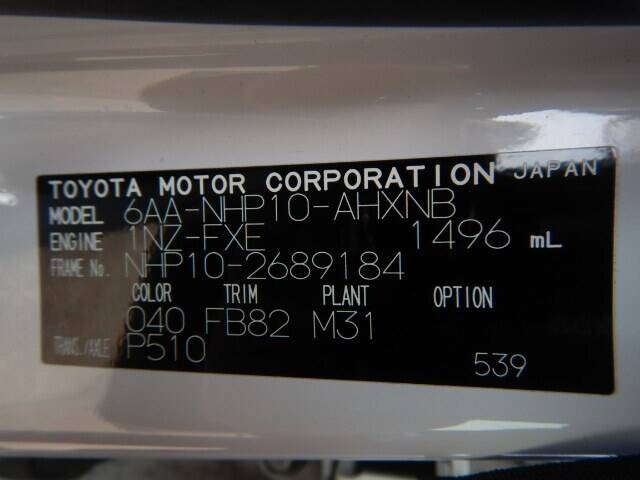 TOYOTA MOTOR CORPORATION JAPAN
MODEL 6AA-NHP10-AHXNB
ENGINE 1NZ-FXE 1496 mL
FRAME No. NHP10-2689184
COLOR TRIM PLANT OPTION
040 FB82 M31
TRANS./AXLE P510
539